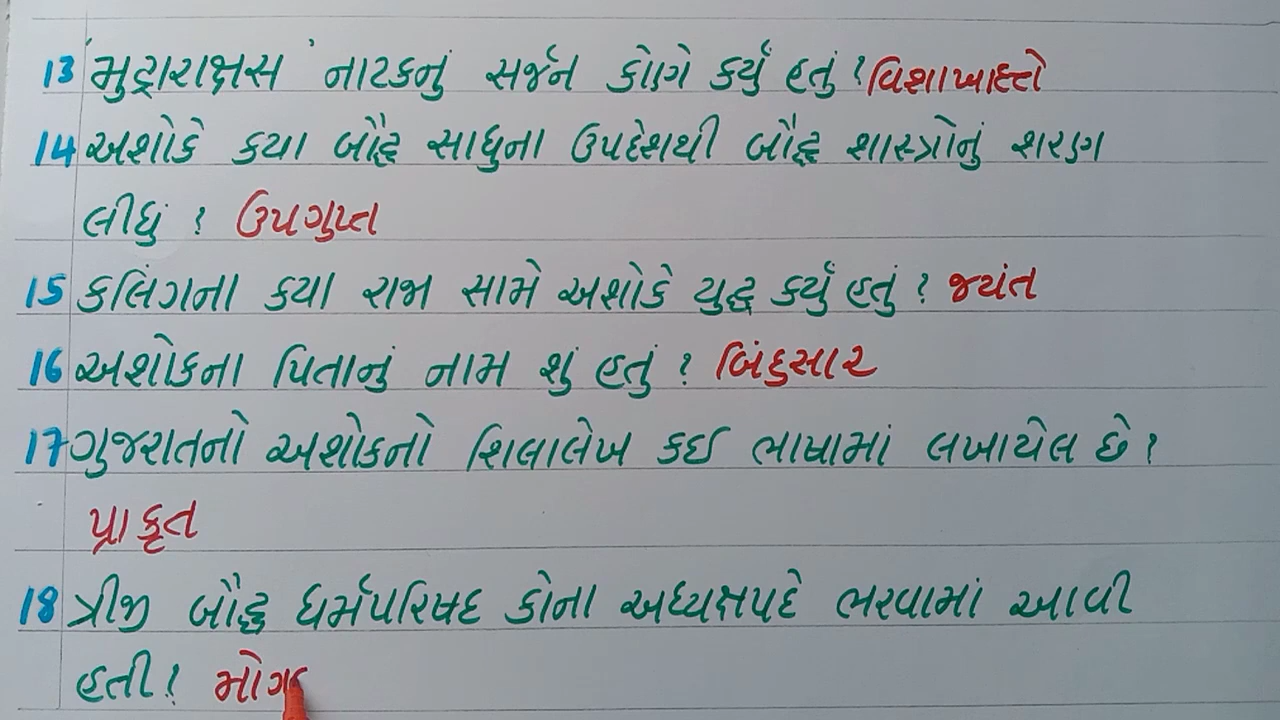 13 'મુદ્રારાક્ષસ' નાટકનું સર્જન કોણે કર્યું હતું ? વિશાખાદત્તે
14 અશોકે કયા બૌદ્ધ સાધુના ઉપદેશથી બૌદ્ધ શાસ્ત્રોનું શરણ
લીધું ? ઉપગુપ્ત
15 કલિંગના કયા રાજા સામે અશોકે યુદ્ધ કર્યું હતું ? જયંત
16 અશોકના પિતાનું નામ શું હતું ? બિંદુસાર
17 ગુજરાતનો અશોકનો શિલાલેખ કઈ ભાષામાં લખાયેલ છે ?
પ્રાકૃત
18 ત્રીજી બૌદ્ધ ધર્મપરિષદ કોના અધ્યક્ષપદે ભરવામાં આવી
હતી ?